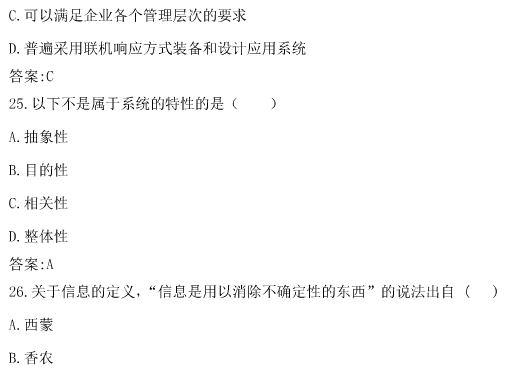 C.可以满足企业各个管理层次的要求
D.普遍采用联机响应方式装备和设计应用系统
答案:C
25.以下不是属于系统的特性的是（　　）
A.抽象性
B.目的性
C.相关性
D.整体性
答案:A
26.关于信息的定义，“信息是用以消除不确定性的东西”的说法出自（　）
A.西蒙
B.香农